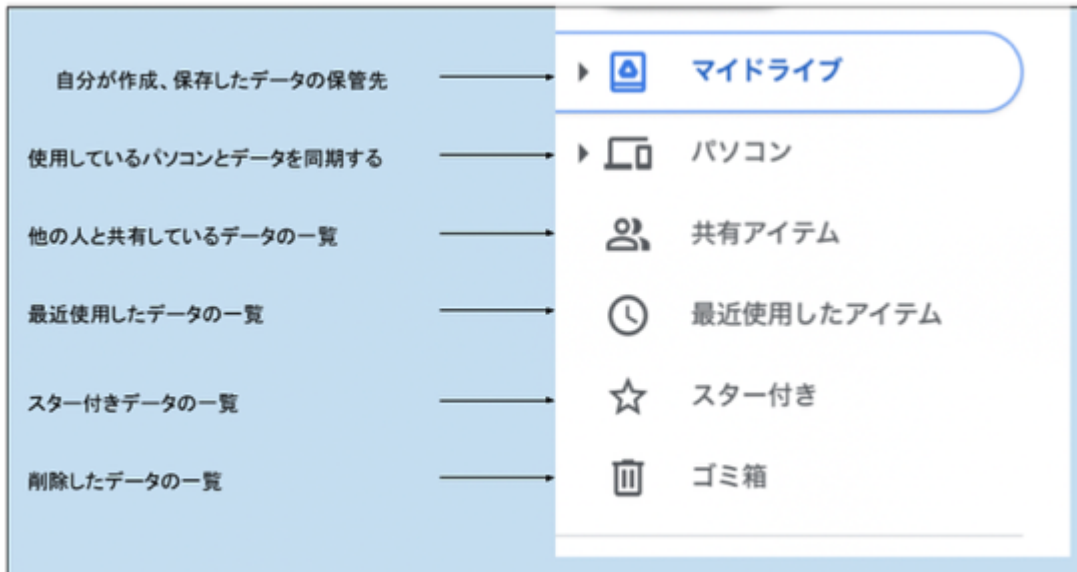 自分が作成、保存したデータの保管先
マイドライブ
使用しているパソコンとデータを同期する
パソコン
他の人と共有しているデータの一覧
共有アイテム
最近使用したデータの一覧
最近使用したアイテム
スター付きデータの一覧
スター付き
削除したデータの一覧
ゴミ箱